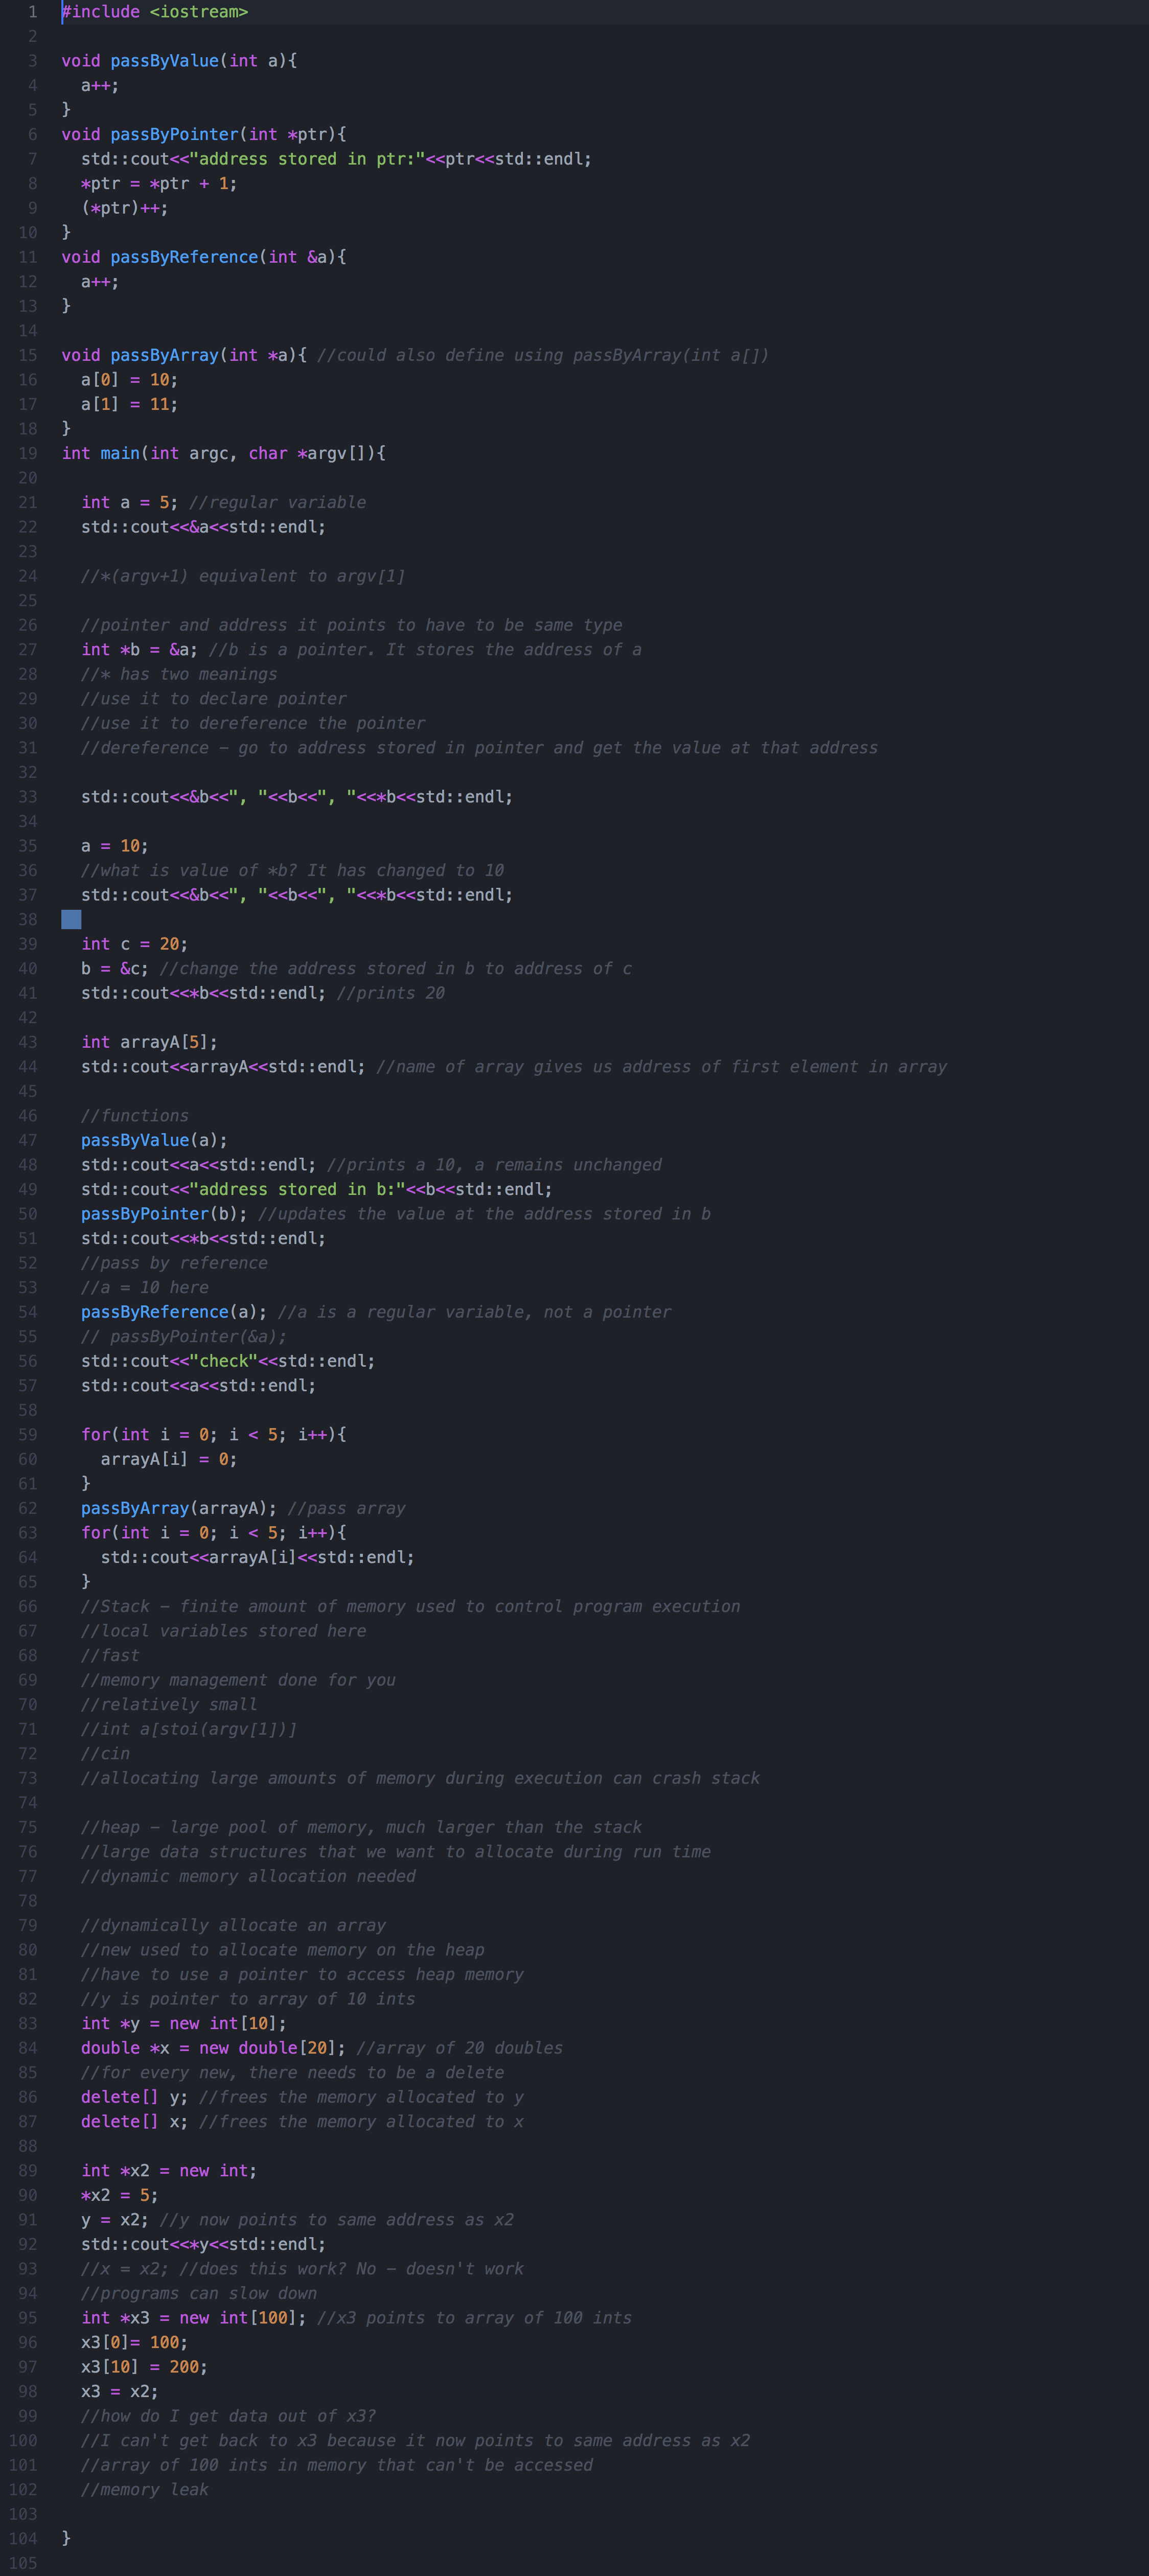 1 #include <iostream>
2
3 void passByValue(int a){
4   a++;
5 }
6 void passByPointer(int *ptr){
7   std::cout<<"address stored in ptr:"<<ptr<<std::endl;
8   *ptr = *ptr + 1;
9   (*ptr)++;
10 }
11 void passByReference(int &a){
12   a++;
13 }
14
15 void passByArray(int *a){ //could also define using passByArray(int a[])
16   a[0] = 10;
17   a[1] = 11;
18 }
19 int main(int argc, char *argv[]){
20
21   int a = 5; //regular variable
22   std::cout<<&a<<std::endl;
23
24   //*(argv+1) equivalent to argv[1]
25
26   //pointer and address it points to have to be same type
27   int *b = &a; //b is a pointer. It stores the address of a
28   //* has two meanings
29   //use it to declare pointer
30   //use it to dereference the pointer
31   //dereference – go to address stored in pointer and get the value at that address
32
33   std::cout<<&b<<", "<<b<<", "<<*b<<std::endl;
34
35   a = 10;
36   //what is value of *b? It has changed to 10
37   std::cout<<&b<<", "<<b<<", "<<*b<<std::endl;
38
39   int c = 20;
40   b = &c; //change the address stored in b to address of c
41   std::cout<<*b<<std::endl; //prints 20
42
43   int arrayA[5];
44   std::cout<<arrayA<<std::endl; //name of array gives us address of first element in array
45
46   //functions
47   passByValue(a);
48   std::cout<<a<<std::endl; //prints a 10, a remains unchanged
49   std::cout<<"address stored in b:"<<b<<std::endl;
50   passByPointer(b); //updates the value at the address stored in b
51   std::cout<<*b<<std::endl;
52   //pass by reference
53   //a = 10 here
54   passByReference(a); //a is a regular variable, not a pointer
55   // passByPointer(&a);
56   std::cout<<"check"<<std::endl;
57   std::cout<<a<<std::endl;
58
59   for(int i = 0; i < 5; i++){
60     arrayA[i] = 0;
61   }
62   passByArray(arrayA); //pass array
63   for(int i = 0; i < 5; i++){
64     std::cout<<arrayA[i]<<std::endl;
65   }
66   //Stack – finite amount of memory used to control program execution
67   //local variables stored here
68   //fast
69   //memory management done for you
70   //relatively small
71   //int a[stoi(argv[1])]
72   //cin
73   //allocating large amounts of memory during execution can crash stack
74
75   //heap – large pool of memory, much larger than the stack
76   //large data structures that we want to allocate during run time
77   //dynamic memory allocation needed
78
79   //dynamically allocate an array
80   //new used to allocate memory on the heap
81   //have to use a pointer to access heap memory
82   //y is pointer to array of 10 ints
83   int *y = new int[10];
84   double *x = new double[20]; //array of 20 doubles
85   //for every new, there needs to be a delete
86   delete[] y; //frees the memory allocated to y
87   delete[] x; //frees the memory allocated to x
88
89   int *x2 = new int;
90   *x2 = 5;
91   y = x2; //y now points to same address as x2
92   std::cout<<*y<<std::endl;
93   //x = x2; //does this work? No – doesn't work
94   //programs can slow down
95   int *x3 = new int[100]; //x3 points to array of 100 ints
96   x3[0]= 100;
97   x3[10] = 200;
98   x3 = x2;
99   //how do I get data out of x3?
100   //I can't get back to x3 because it now points to same address as x2
101   //array of 100 ints in memory that can't be accessed
102   //memory leak
103
104 }
105